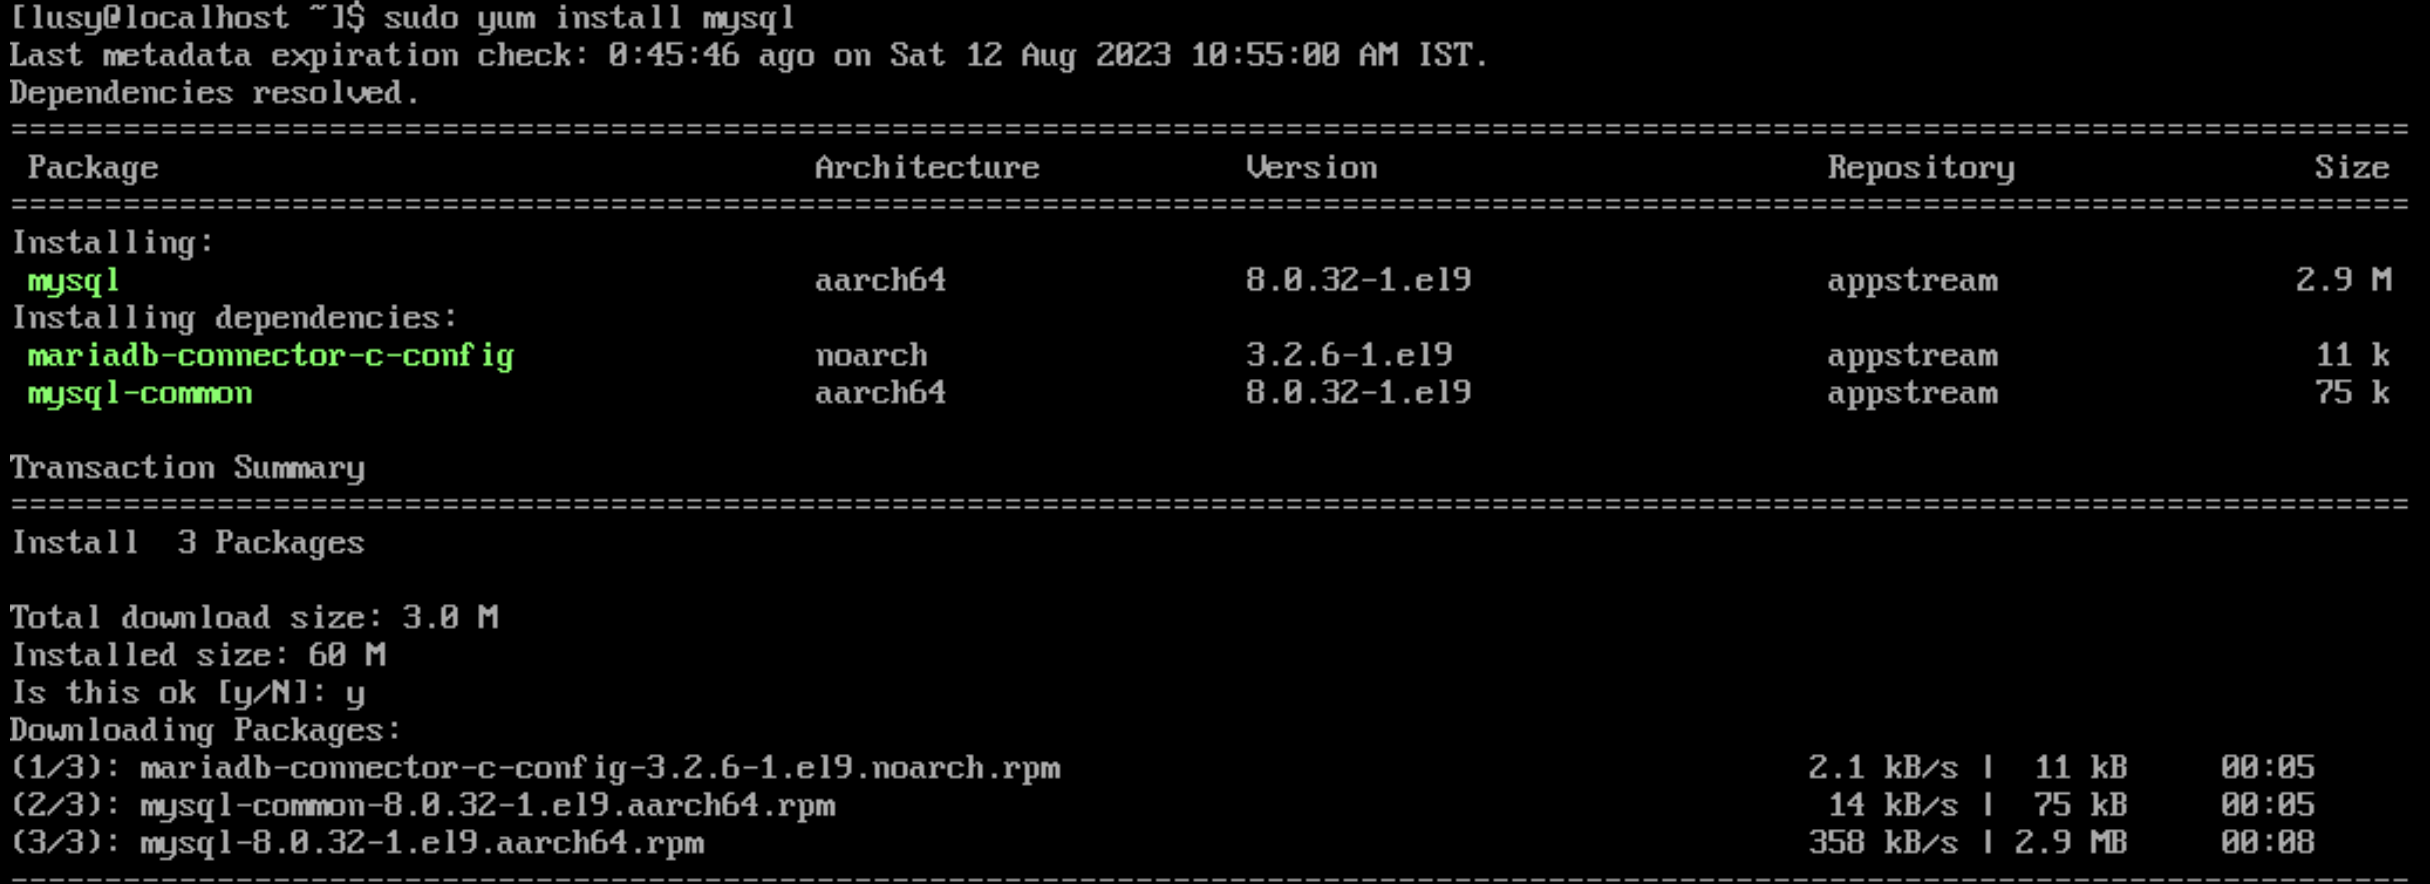 [lusy@localhost ~]$ sudo yum install mysql
Last metadata expiration check: 0:45:46 ago on Sat 12 Aug 2023 10:55:00 AM IST.
Dependencies resolved.
================================================================================================================================
 Package                                   Architecture           Version                        Repository                Size
================================================================================================================================
Installing:
 mysql                                     aarch64                8.0.32-1.el9                   appstream                2.9 M
Installing dependencies:
 mariadb-connector-c-config                noarch                 3.2.6-1.el9                    appstream                 11 k
 mysql-common                              aarch64                8.0.32-1.el9                   appstream                 75 k
Transaction Summary
================================================================================================================================
Install  3 Packages
Total download size: 3.0 M
Installed size: 60 M
Is this ok [y/N]: y
Downloading Packages:
(1/3): mariadb-connector-c-config-3.2.6-1.el9.noarch.rpm                                        2.1 kB/s |  11 kB     00:05
(2/3): mysql-common-8.0.32-1.el9.aarch64.rpm                                                     14 kB/s |  75 kB     00:05
(3/3): mysql-8.0.32-1.el9.aarch64.rpm                                                           358 kB/s | 2.9 MB     00:08
--------------------------------------------------------------------------------------------------------------------------------